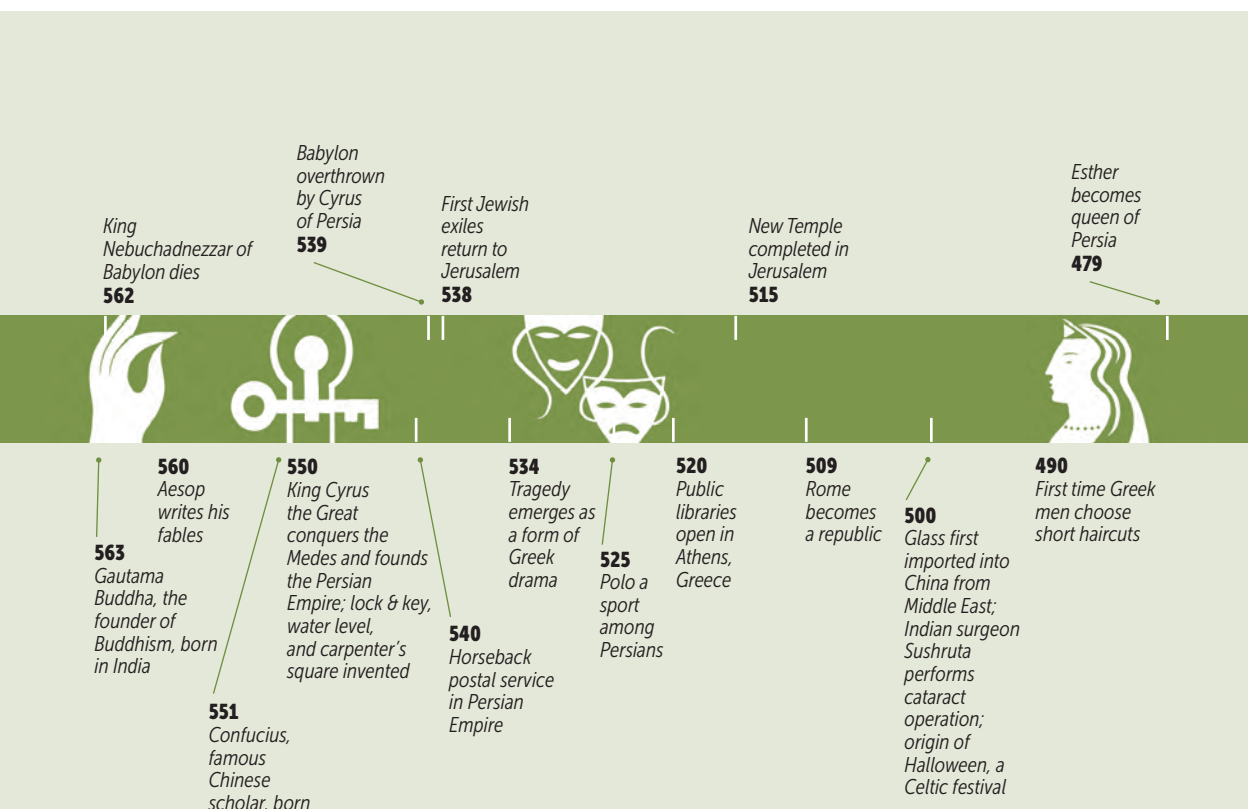 King
Nebuchadnezzar of
Babylon dies
562
Babylon
overthrown
by Cyrus
of Persia
539
First Jewish
exiles
return to
Jerusalem
538
New Temple
completed in
Jerusalem
515
Esther
becomes
queen of
Persia
479
563
Gautama
Buddha, the
founder of
Buddhism, born
in India
560
Aesop
writes his
fables
551
Confucius,
famous
Chinese
scholar, born
550
King Cyrus
the Great
conquers the
Medes and founds
the Persian
Empire; lock & key,
water level,
and carpenter's
square invented
540
Horseback
postal service
in Persian
Empire
534
Tragedy
emerges as
a form of
Greek
drama
525
Polo a
sport
among
Persians
520
Public
libraries
open in
Athens,
Greece
509
Rome
becomes
a republic
500
Glass first
imported into
China from
Middle East;
Indian surgeon
Sushruta
performs
cataract
operation;
origin of
Halloween, a
Celtic festival
490
First time Greek
men choose
short haircuts